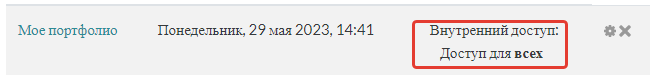 Мое портфолио Понедельник, 29 мая 2023, 14:41 Внутренний доступ:
Доступ для всех